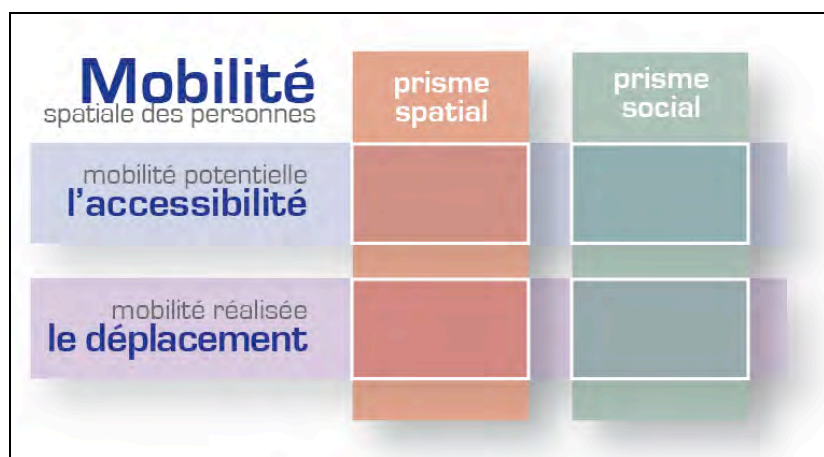 Mobilité
spatiale des personnes
prisme
spatial
prisme
social
mobilité potentielle
l'accessibilité
mobilité réalisée
le déplacement